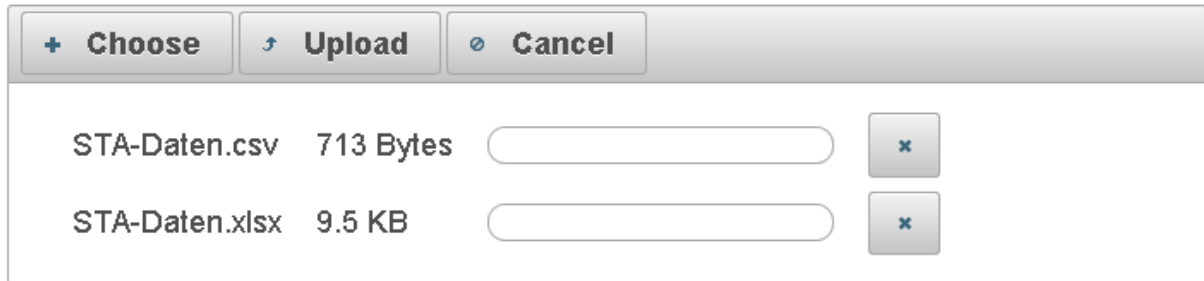 Choose Upload Cancel
STA-Daten.csv 713 Bytes
STA-Daten.xlsx 9.5 KB